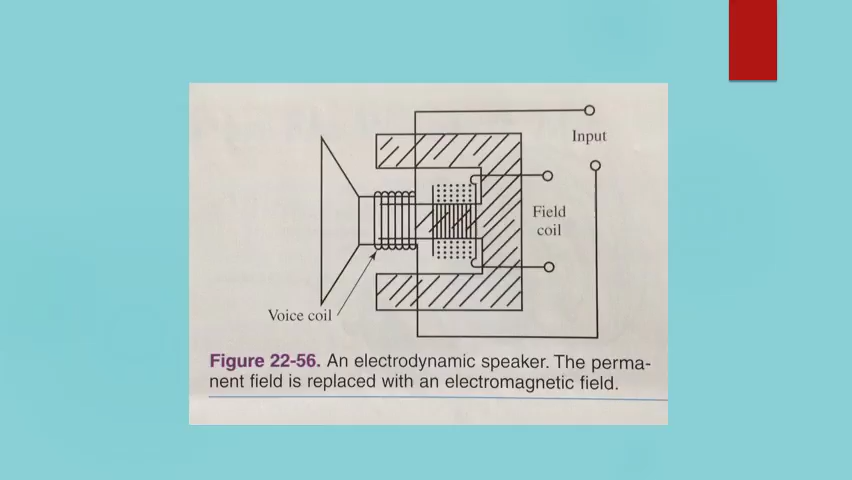 Input
Field
coil
Voice coil
Figure 22-56. An electrodynamic speaker. The perma-
nent field is replaced with an electromagnetic field.